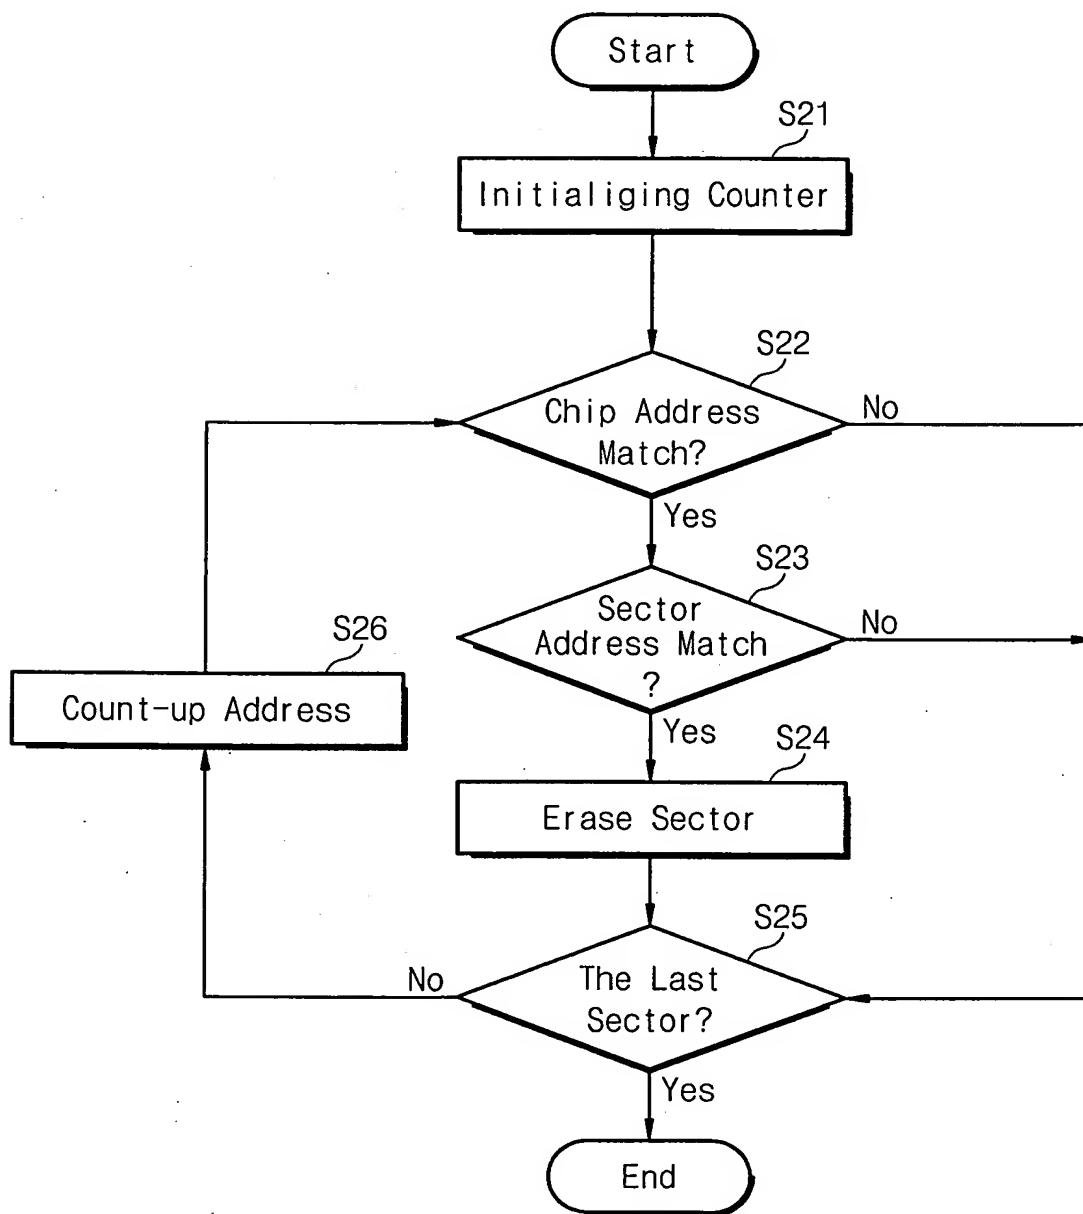 Start
S21
Initialiging Counter
S22
Chip Address
Match?
No
Yes
S23
Sector
Address Match
?
No
S26
Count-up Address
Yes
S24
Erase Sector
S25
No
The Last
Sector?
Yes
End